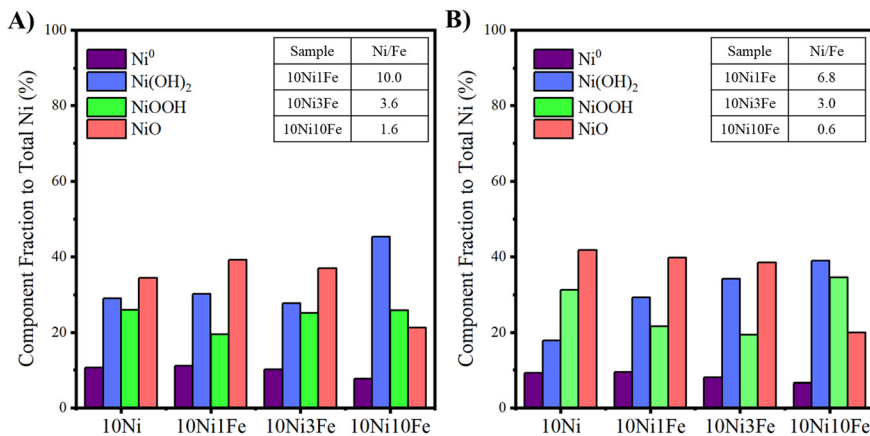 A)
Component Fraction to Total Ni (%)
100
80
60
40
20
0
Ni⁰
Ni(OH)₂
NiOOH
NiO
Sample Ni/Fe
10Ni1Fe 10.0
10Ni3Fe 3.6
10Ni10Fe 1.6
10Ni 10Ni1Fe 10Ni3Fe 10Ni10Fe
B)
Component Fraction to Total Ni (%)
100
80
60
40
20
0
Ni⁰
Ni(OH)₂
NiOOH
NiO
Sample Ni/Fe
10Ni1Fe 6.8
10Ni3Fe 3.0
10Ni10Fe 0.6
10Ni 10Ni1Fe 10Ni3Fe 10Ni10Fe